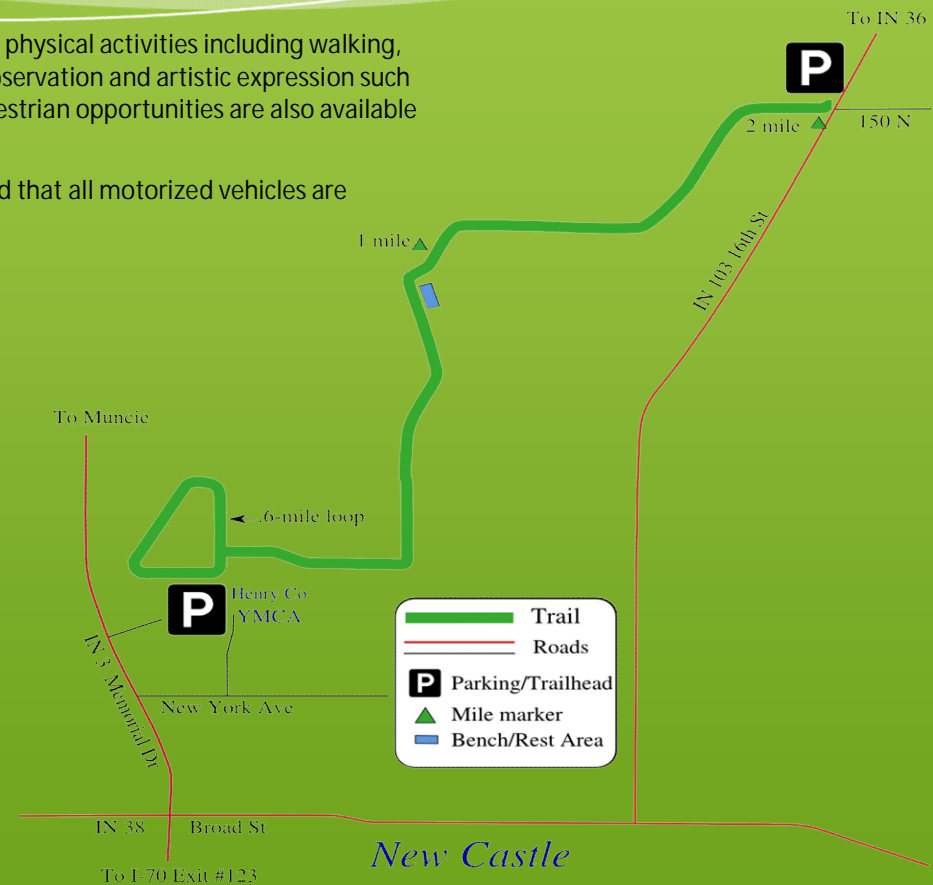 physical activities including walking,
servation and artistic expression such
estrian opportunities are also available
d that all motorized vehicles are
To IN 36
P
2 mile
150 N
1 mile
IN 103 16th St
To Muncie
.6-mile loop
P
Henry Co
YMCA
IN 3 Memorial Dr
New York Ave
Trail
Roads
P Parking/Trailhead
Mile marker
Bench/Rest Area
IN 38 Broad St
New Castle
To I-70 Exit #123